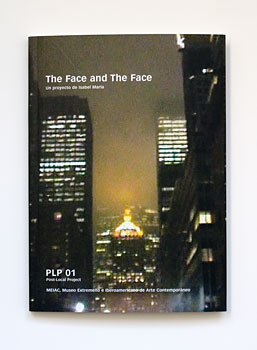 The Face and The Face
un proyecto de Isabel María
PLP 01
Post-Local Project
MEIAC, Museo Extremeño e Iberoamericano de Arte Contemporáneo